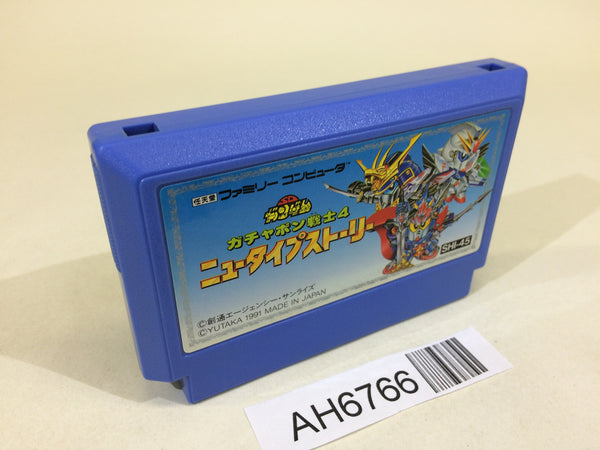 任天堂 ファミリー コンピュータ
ガチャポン戦士4
ニュータイプストーリー
SHI-45
©創通エージェンシー・サンライズ
©YUTAKA 1991 MADE IN JAPAN
AH6766